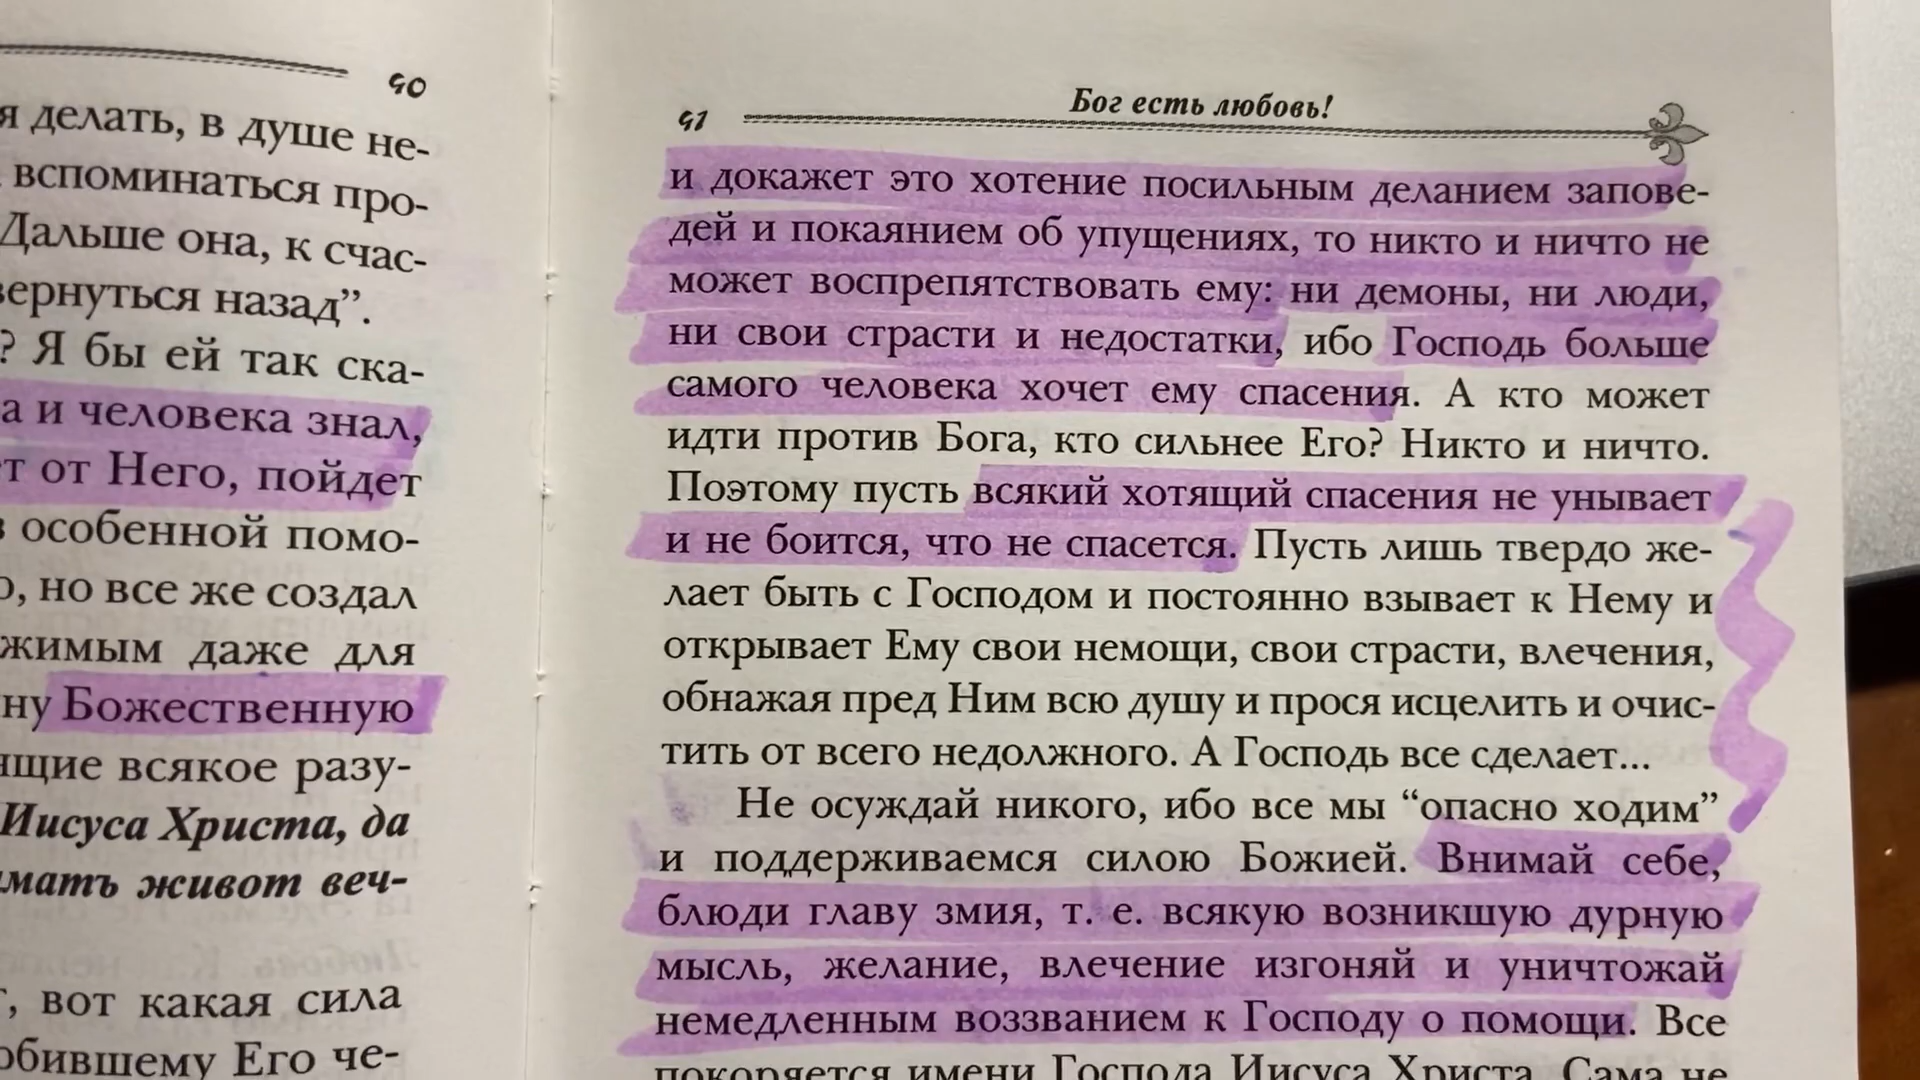 90
делать, в душе не-
вспоминаться про-
Дальше она, к счас-
вернуться назад”.
? Я бы ей так ска-
а и человека знал,
от Него, пойдет
особенной помо-
но все же создал
даже для
Божественную
всякое разу-
Иисуса Христа, да
живот веч-
вот какая сила
Его че-
91
Бог есть любовь!
и докажет это хотение посильным деланием запове-
дей и покаянием об упущениях, то никто и ничто не
может воспрепятствовать ему: ни демоны, ни люди,
ни свои страсти и недостатки, ибо Господь больше
самого человека хочет ему спасения. А кто может
идти против Бога, кто сильнее Его? Никто и ничто.
Поэтому пусть всякий хотящий спасения не унывает
и не боится, что не спасется. Пусть лишь твердо же-
лает быть с Господом и постоянно взывает к Нему и
открывает Ему свои немощи, свои страсти, влечения,
обнажая пред Ним всю душу и прося исцелить и очис-
тить от всего недолжного. А Господь все сделает...
Не осуждай никого, ибо все мы “опасно ходим”
и поддерживаемся силою Божией. Внимай себе,
блюди главу змия, т. е. всякую возникшую дурную
мысль, желание, влечение изгоняй и уничтожай
немедленным воззванием к Господу о помощи. Все
покоряется имени Господа Иисуса Христа. Сама не